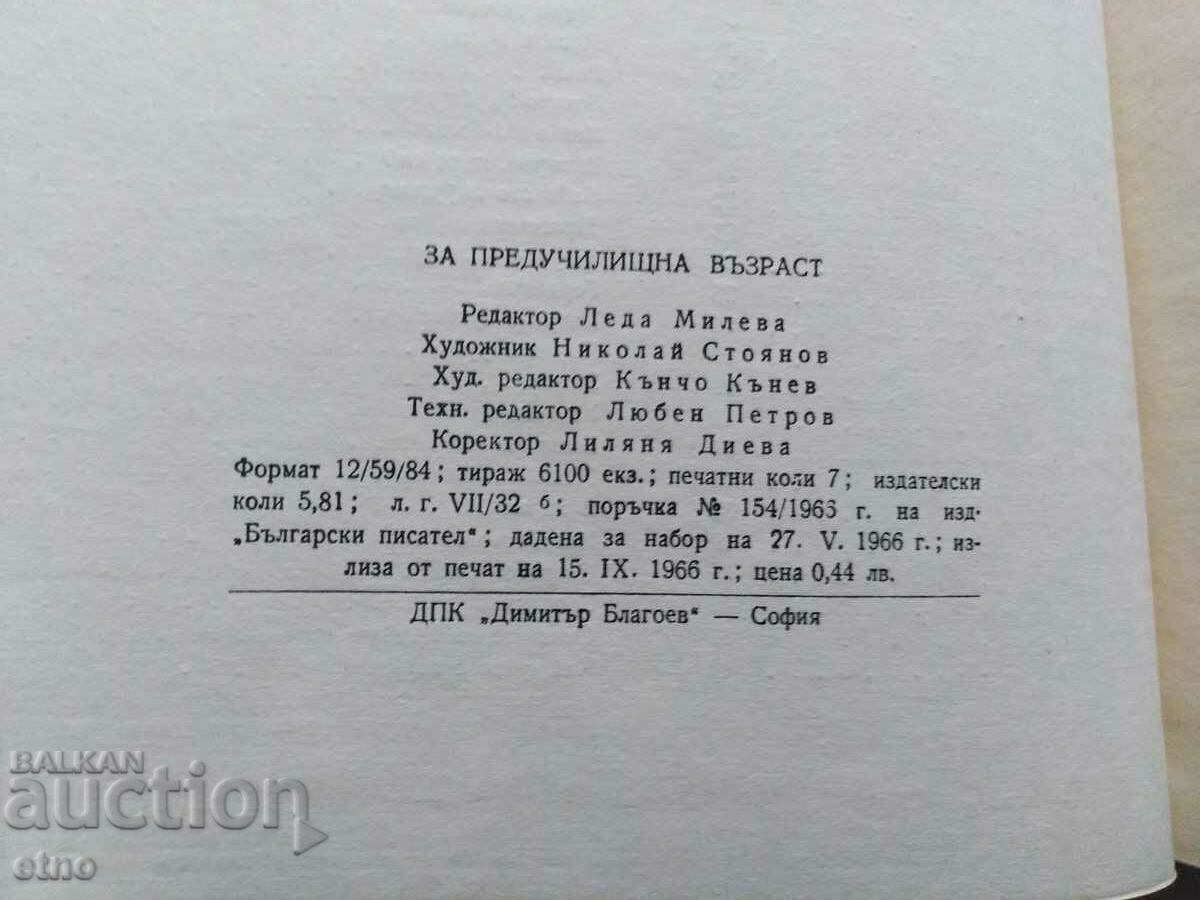 ЗА ПРЕДУЧИЛИЩНА ВЪЗРАСТ
Редактор Леда Милева
Художник Николай Стоянов
Худ. редактор Кънчо Кънев
Техн. редактор Любен Петров
Коректор Лиляня Диева
Формат 12/59/84; тираж 6100 екз.; печатни коли 7; издателски
коли 5,81; л. г. VII/32 б; поръчка № 154/1963 г. на изд-
„Български писател“; дадена за набор на 27. V. 1966 г.; из-
лиза от печат на 15. IX. 1966 г.; цена 0,44 лв.
ДПК „Димитър Благоев“ — София
BALKAN
auction
etno